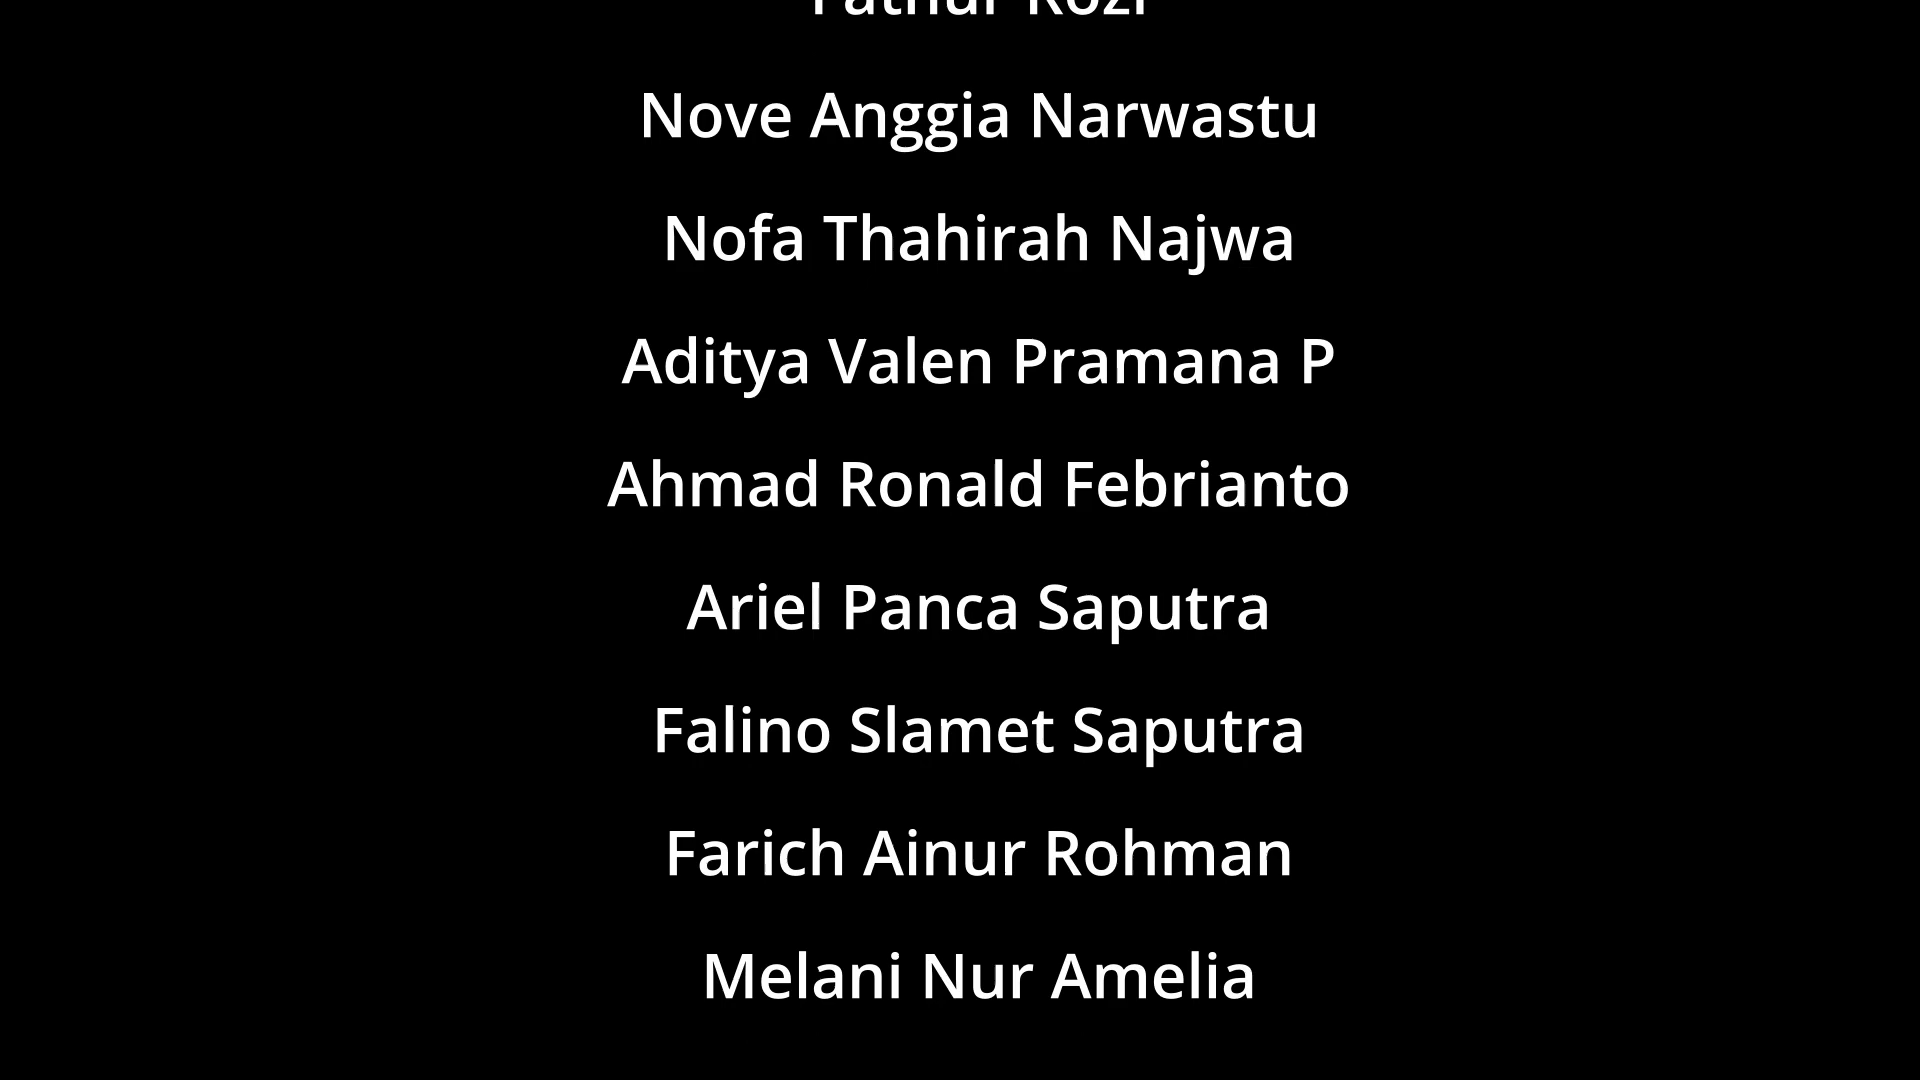 Nove Anggia Narwastu
Nofa Thahirah Najwa
Aditya Valen Pramana P
Ahmad Ronald Febrianto
Ariel Panca Saputra
Falino Slamet Saputra
Farich Ainur Rohman
Melani Nur Amelia